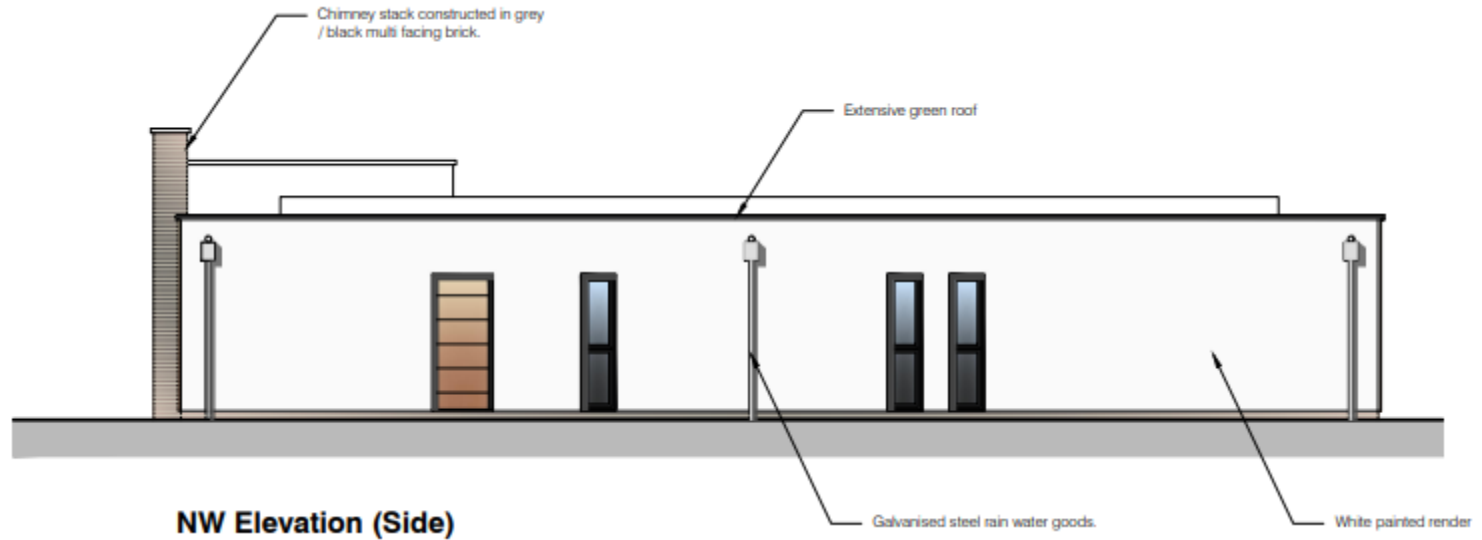 Chimney stack constructed in grey
/ black multi facing brick.
Extensive green roof
NW Elevation (Side)
Galvanised steel rain water goods.
White painted render